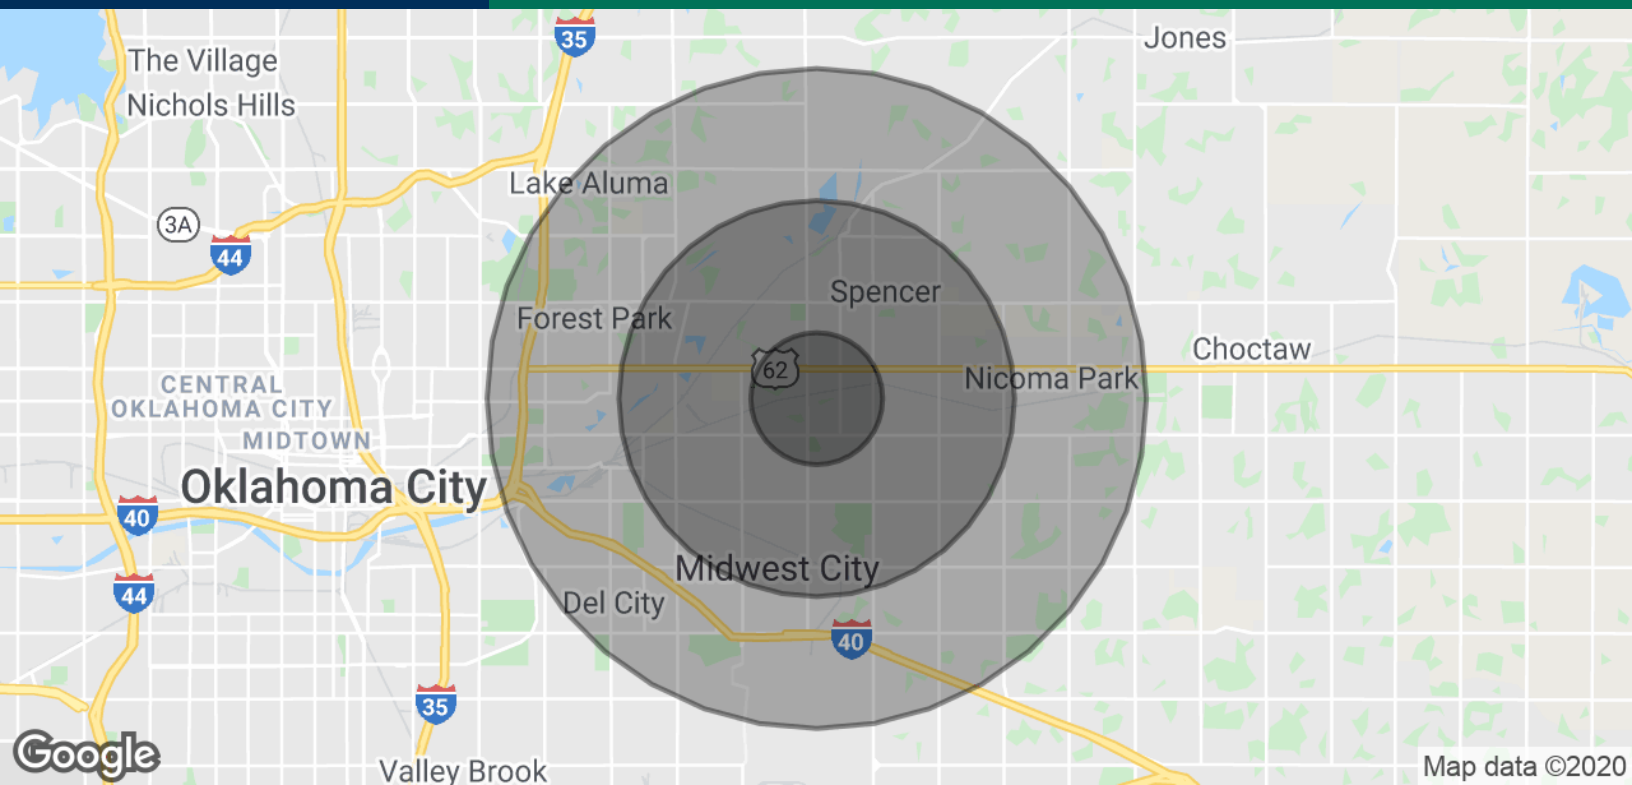 35
Jones
The Village
Nichols Hills
Lake Aluma
3A
44
Spencer
Forest Park
Choctaw
62
Nicoma Park
CENTRAL
OKLAHOMA CITY
MIDTOWN
Oklahoma City
40
Midwest City
44
Del City
40
35
Google
Valley Brook
Map data ©2020